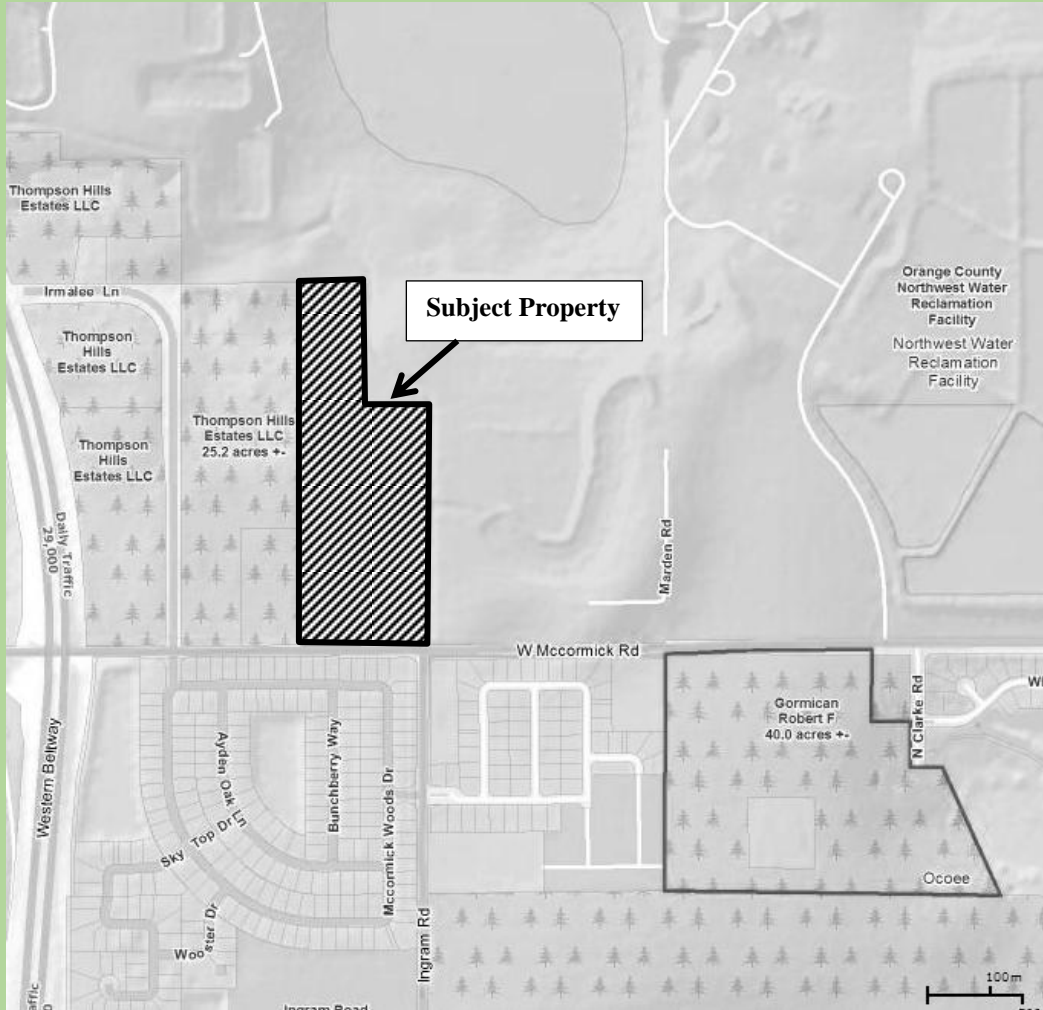 Thompson Hills
Estates LLC
Irmalee Ln
Subject Property
Orange County
Northwest Water
Reclamation
Facility
Northwest Water
Reclamation
Facility
Thompson
Hills
Estates LLC
Thompson Hills
Estates LLC
25.2 acres +-
Thompson
Hills
Estates LLC
Daily Traffic
29,000
Marden Rd
W Mccormick Rd
Gormican
Robert F
40.0 acres +-
N Clarke Rd
Western Beltway
Ayden Oak Ln
Bunchberry Way
Mccormick Woods Dr
Sky Top Dr
Ocoee
Wooster Dr
Ingram Rd
100m
Ingram Road